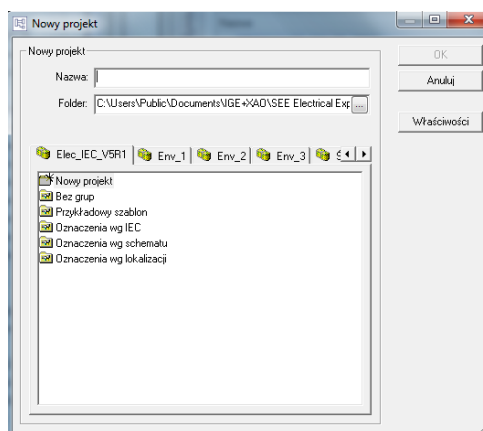 Nowy projekt
Nowy projekt
OK
Nazwa:
Anuluj
Folder: C:\Users\Public\Documents\IGE+XAO\SEE Electrical Exp ...
Właściwości
Elec_IEC_V5R1 Env_1 Env_2 Env_3
Nowy projekt
Bez grup
Przykładowy szablon
Oznaczenia wg IEC
Oznaczenia wg schematu
Oznaczenia wg lokalizacji